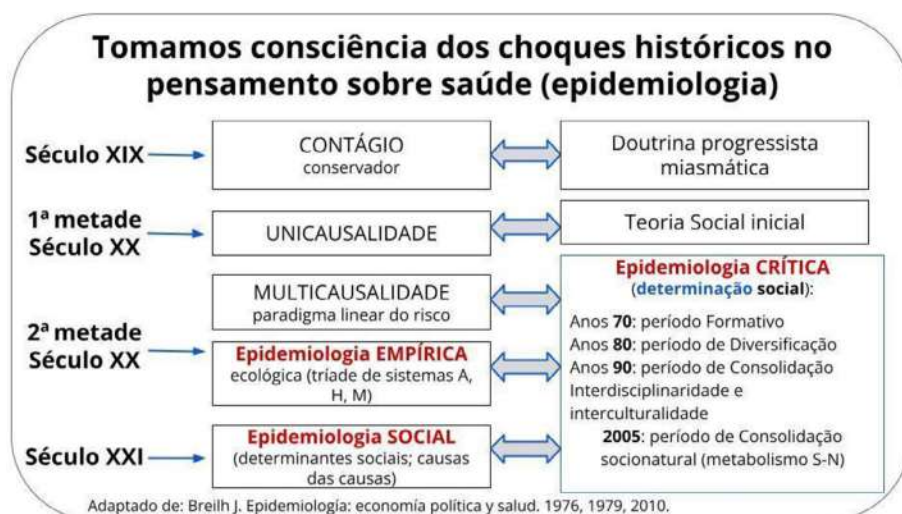 Tomamos consciência dos choques históricos no
pensamento sobre saúde (epidemiologia)
Século XIX
CONTÁGIO
conservador
Doutrina progressista
miasmática
1ª metade
Século XX
UNICAUSALIDADE
Teoria Social inicial
2ª metade
Século XX
MULTICAUSALIDADE
paradigma linear do risco
Epidemiologia EMPÍRICA
ecológica (tríade de sistemas A,
H, M)
Epidemiologia CRÍTICA
(determinação social):
Anos 70: período Formativo
Anos 80: período de Diversificação
Anos 90: período de Consolidação
Interdisciplinaridade e
interculturalidade
2005: período de Consolidação
socionatural (metabolismo S-N)
Século XXI
Epidemiologia SOCIAL
(determinantes sociais; causas
das causas)
Adaptado de: Breilh J. Epidemiología: economía política y salud. 1976, 1979, 2010.